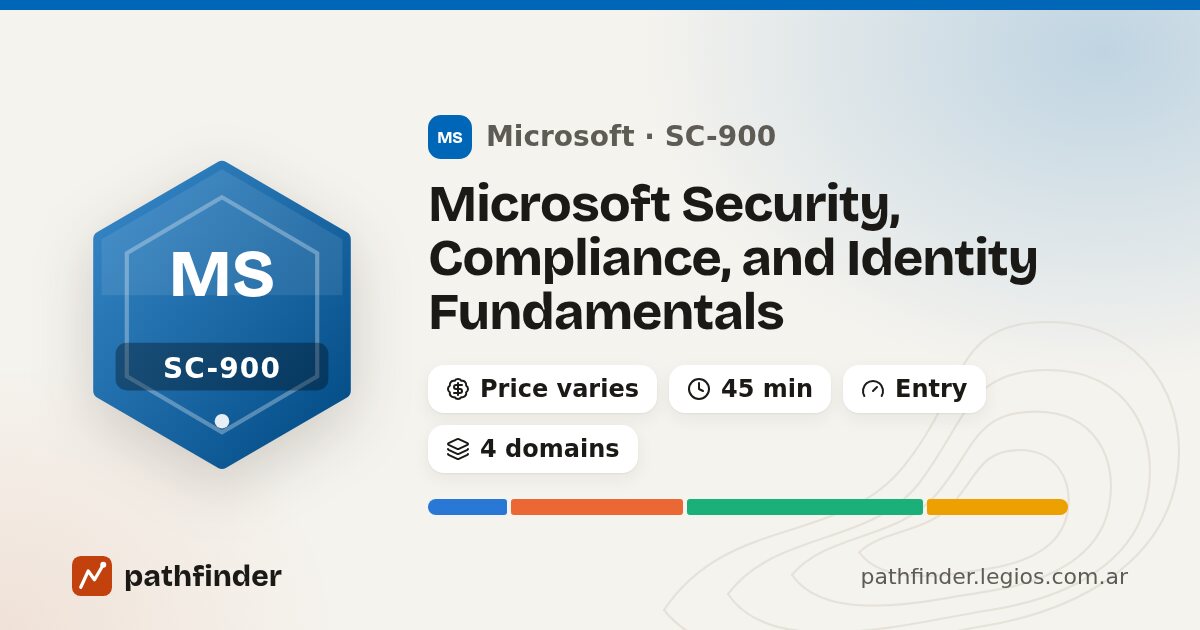 MS
SC-900
MS
Microsoft · SC-900
Microsoft Security,
Compliance, and Identity
Fundamentals
Price varies
45 min
Entry
4 domains
pathfinder
pathfinder.legios.com.ar